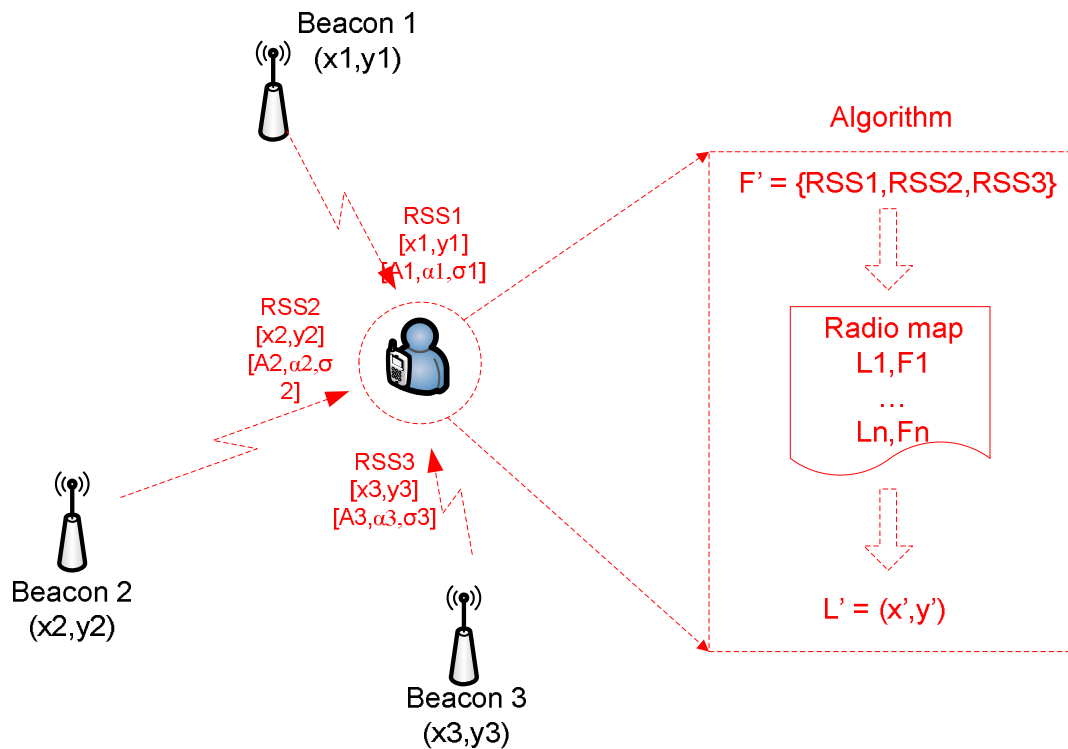 Beacon 1
(x1,y1)
Algorithm
F’ = {RSS1,RSS2,RSS3}
RSS1
[x1,y1]
[A1,α1,σ1]
RSS2
[x2,y2]
[A2,α2,σ
2]
Radio map
L1,F1
...
Ln,Fn
RSS3
[x3,y3]
[A3,α3,σ3]
Beacon 2
(x2,y2)
L’ = (x’,y’)
Beacon 3
(x3,y3)